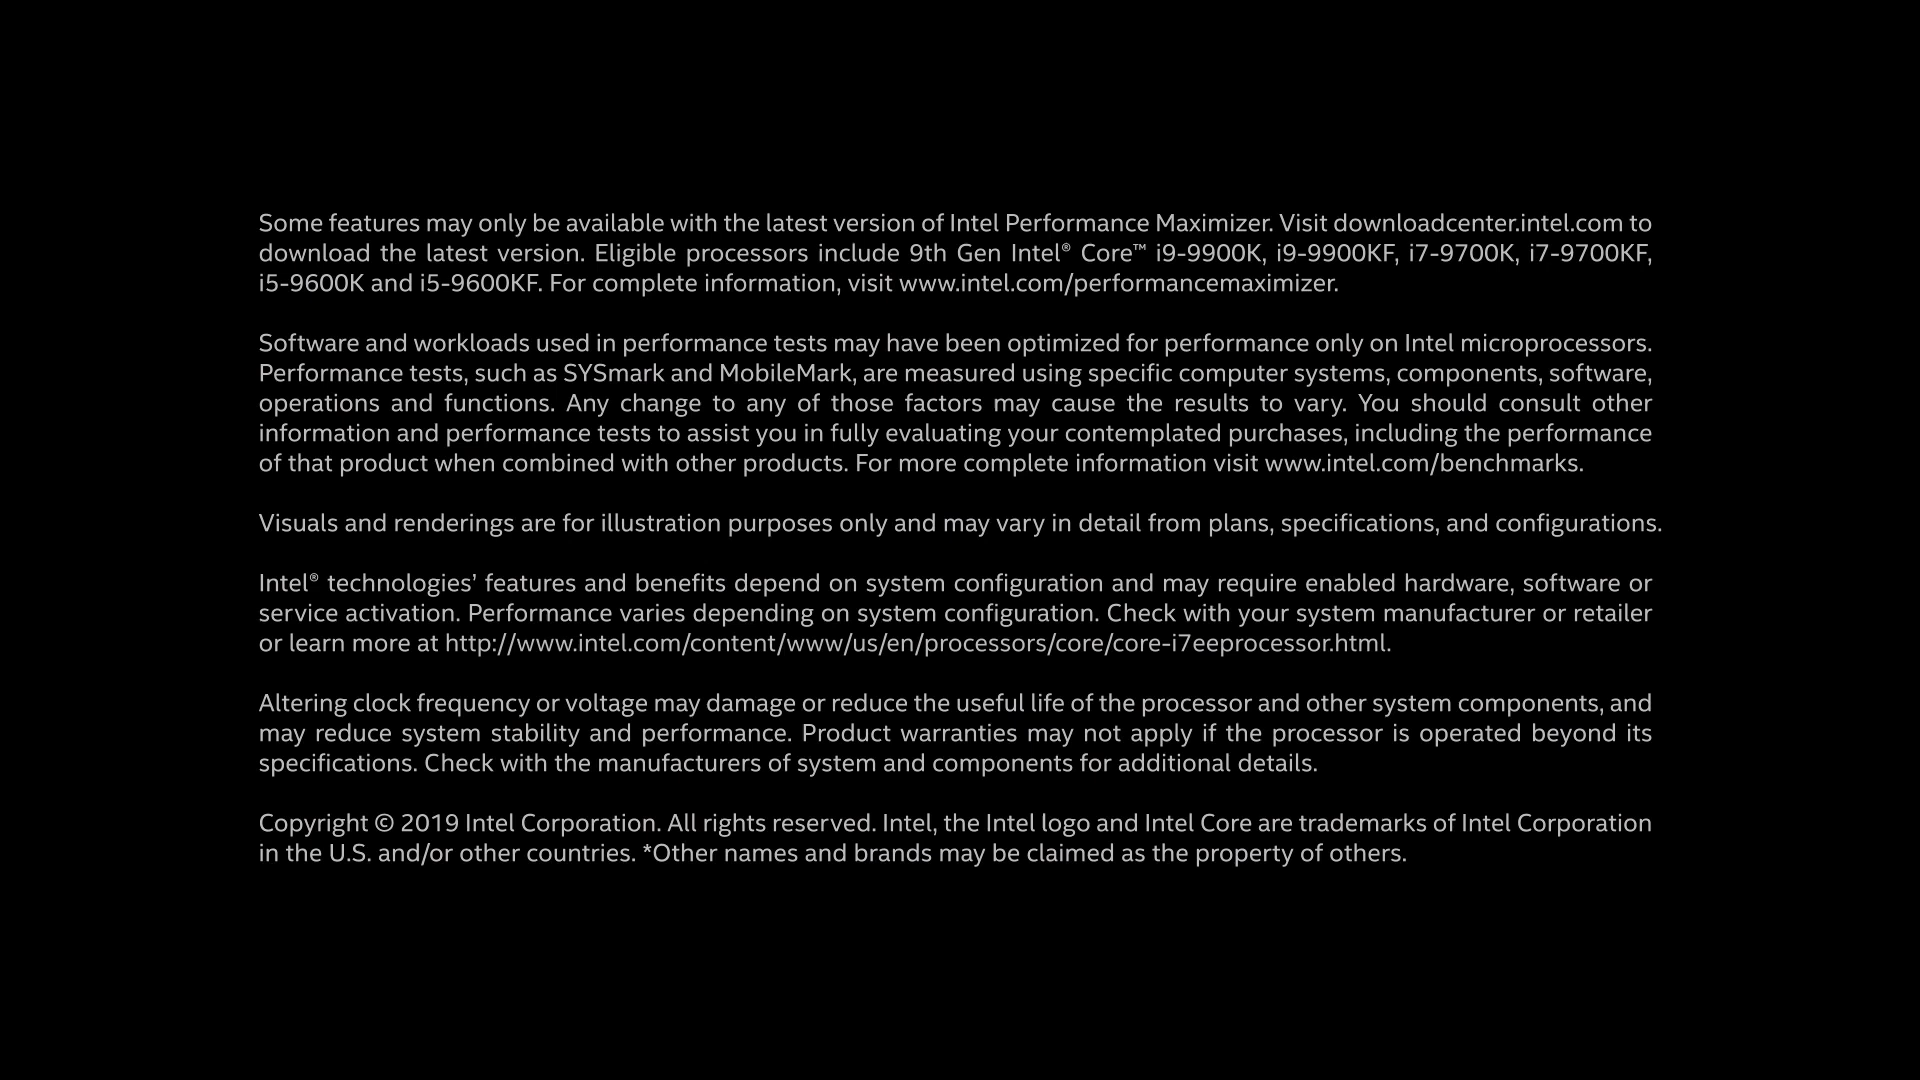 Some features may only be available with the latest version of Intel Performance Maximizer. Visit downloadcenter.intel.com to
download the latest version. Eligible processors include 9th Gen Intel® Core™ i9-9900K, i9-9900KF, i7-9700K, i7-9700KF,
i5-9600K and i5-9600KF. For complete information, visit www.intel.com/performancemaximizer.
Software and workloads used in performance tests may have been optimized for performance only on Intel microprocessors.
Performance tests, such as SYSmark and MobileMark, are measured using specific computer systems, components, software,
operations and functions. Any change to any of those factors may cause the results to vary. You should consult other
information and performance tests to assist you in fully evaluating your contemplated purchases, including the performance
of that product when combined with other products. For more complete information visit www.intel.com/benchmarks.
Visuals and renderings are for illustration purposes only and may vary in detail from plans, specifications, and configurations.
Intel® technologies’ features and benefits depend on system configuration and may require enabled hardware, software or
service activation. Performance varies depending on system configuration. Check with your system manufacturer or retailer
or learn more at http://www.intel.com/content/www/us/en/processors/core/core-i7eeprocessor.html.
Altering clock frequency or voltage may damage or reduce the useful life of the processor and other system components, and
may reduce system stability and performance. Product warranties may not apply if the processor is operated beyond its
specifications. Check with the manufacturers of system and components for additional details.
Copyright © 2019 Intel Corporation. All rights reserved. Intel, the Intel logo and Intel Core are trademarks of Intel Corporation
in the U.S. and/or other countries. *Other names and brands may be claimed as the property of others.